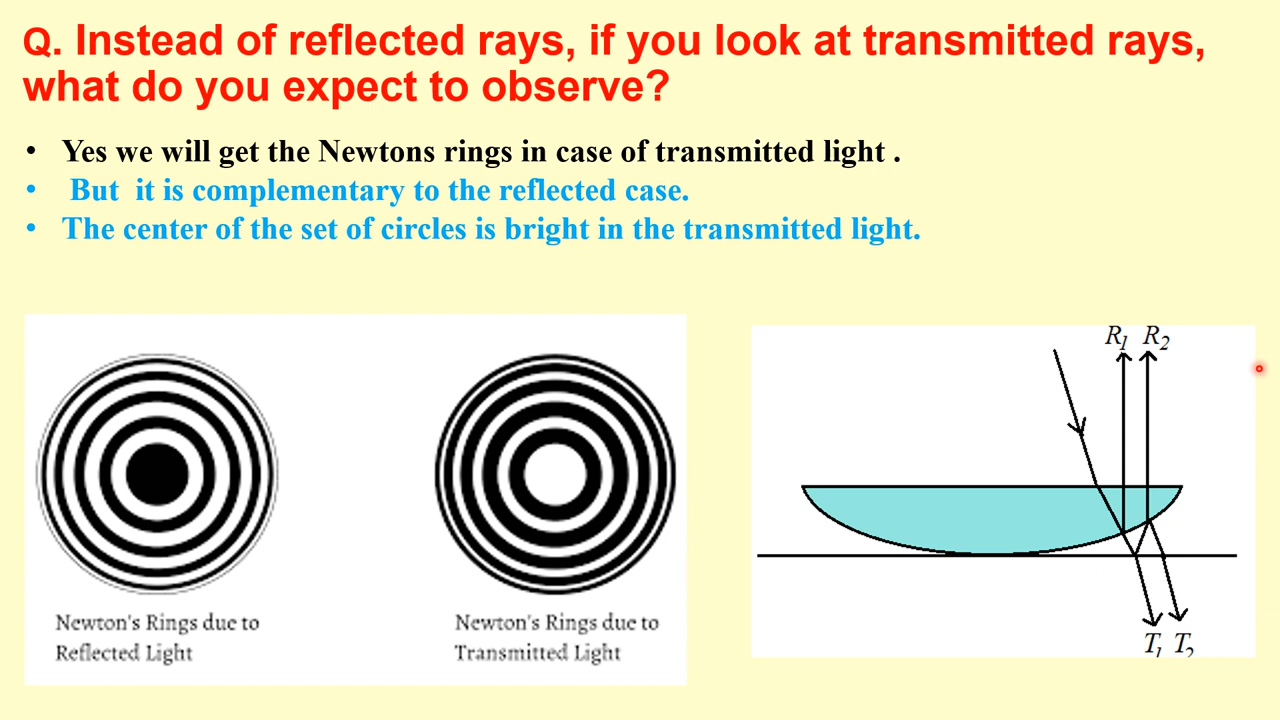 Q. Instead of reflected rays, if you look at transmitted rays,
what do you expect to observe?
• Yes we will get the Newtons rings in case of transmitted light .
• But it is complementary to the reflected case.
• The center of the set of circles is bright in the transmitted light.
R1 R2
Newton's Rings due to
Reflected Light
Newton's Rings due to
Transmitted Light
T1 T2